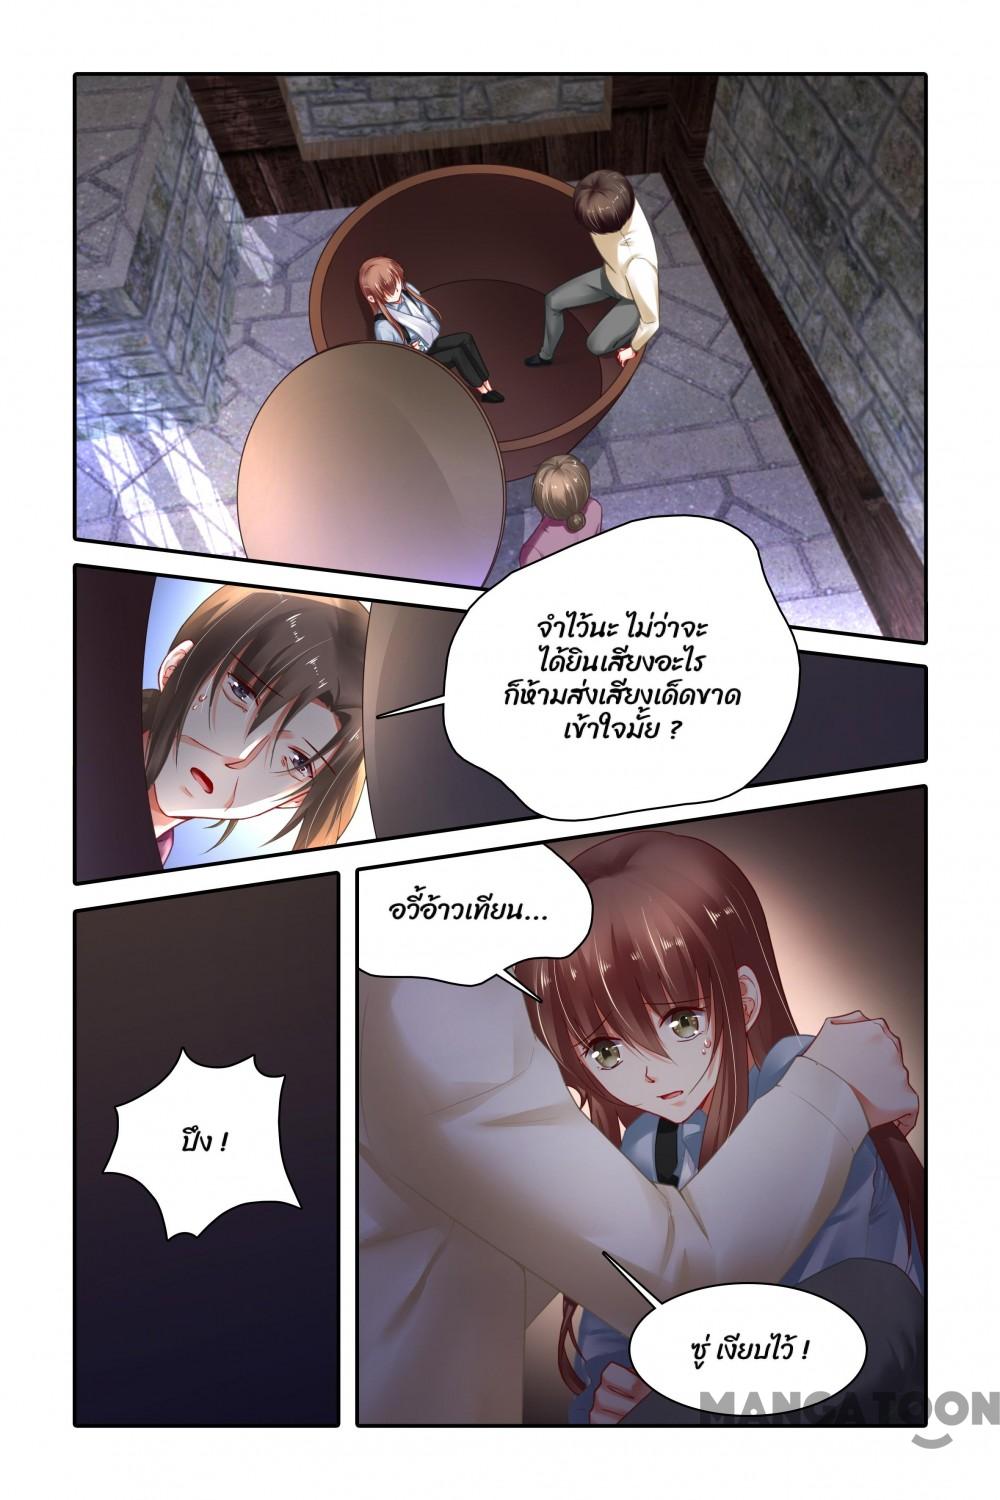 จำไว้นะ ไม่ว่าจะ
ได้ยินเสียงอะไร
ก็ห้ามส่งเสียงเด็ดขาด
เข้าใจมั้ย ?
อวี้อ้าวเทียน...
ปึง !
ชู่ เงียบไว้ !
MANGATOON